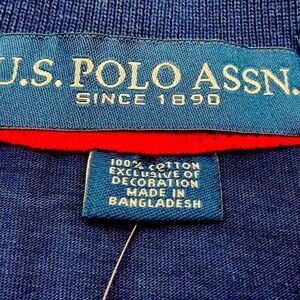 U.S. POLO ASSN.
SINCE 1890
100% COTTON
EXCLUSIVE OF
DECORATION
MADE IN
BANGLADESH